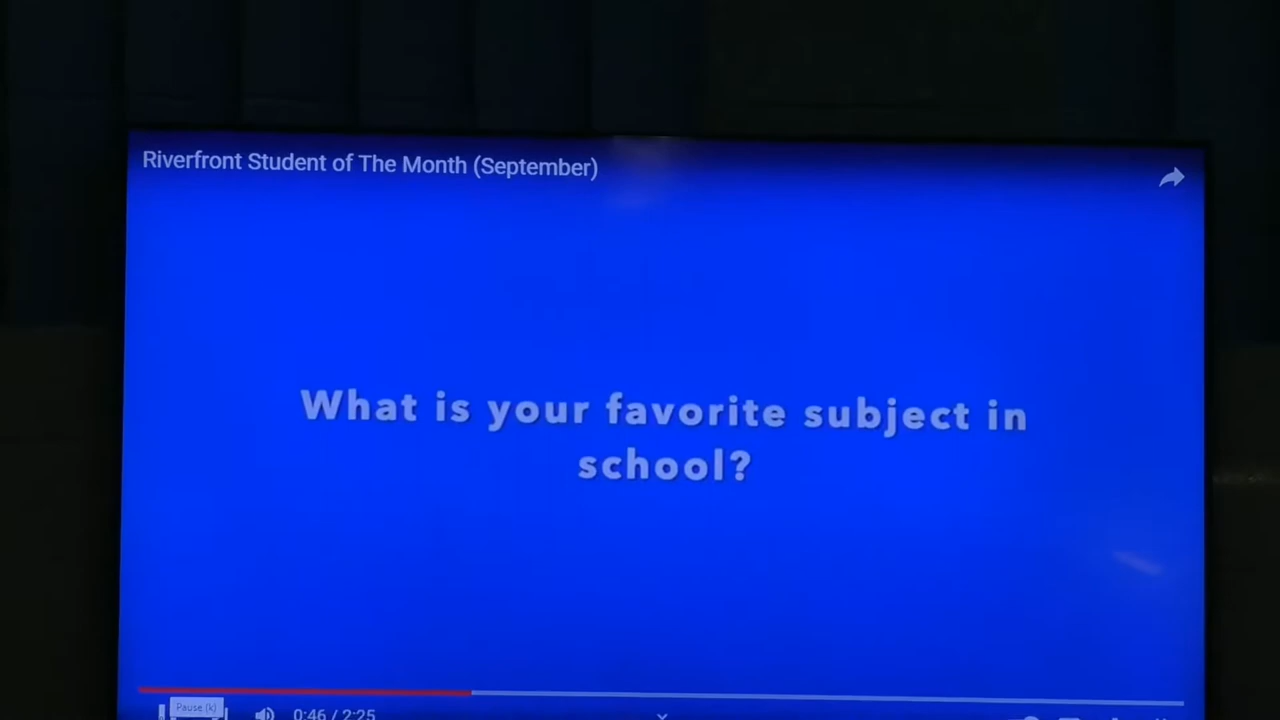 Riverfront Student of The Month (September)
What is your favorite subject in
school?
Pause (k)
0:46 / 2:25